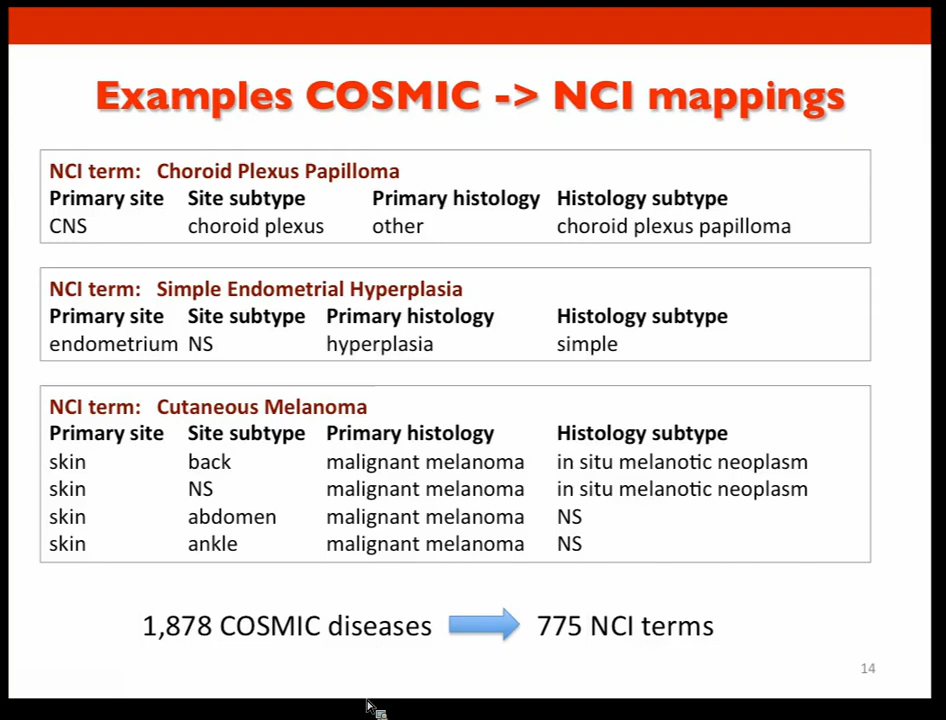 Examples COSMIC -> NCI mappings
NCI term: Choroid Plexus Papilloma
Primary site Site subtype Primary histology Histology subtype
CNS choroid plexus other choroid plexus papilloma
NCI term: Simple Endometrial Hyperplasia
Primary site Site subtype Primary histology Histology subtype
endometrium NS hyperplasia simple
NCI term: Cutaneous Melanoma
Primary site Site subtype Primary histology Histology subtype
skin back malignant melanoma in situ melanotic neoplasm
skin NS malignant melanoma in situ melanotic neoplasm
skin abdomen malignant melanoma NS
skin ankle malignant melanoma NS
1,878 COSMIC diseases 775 NCI terms
14